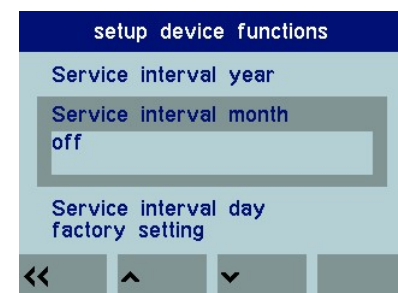 setup device functions
Service interval year
Service interval month
off
Service interval day
factory setting